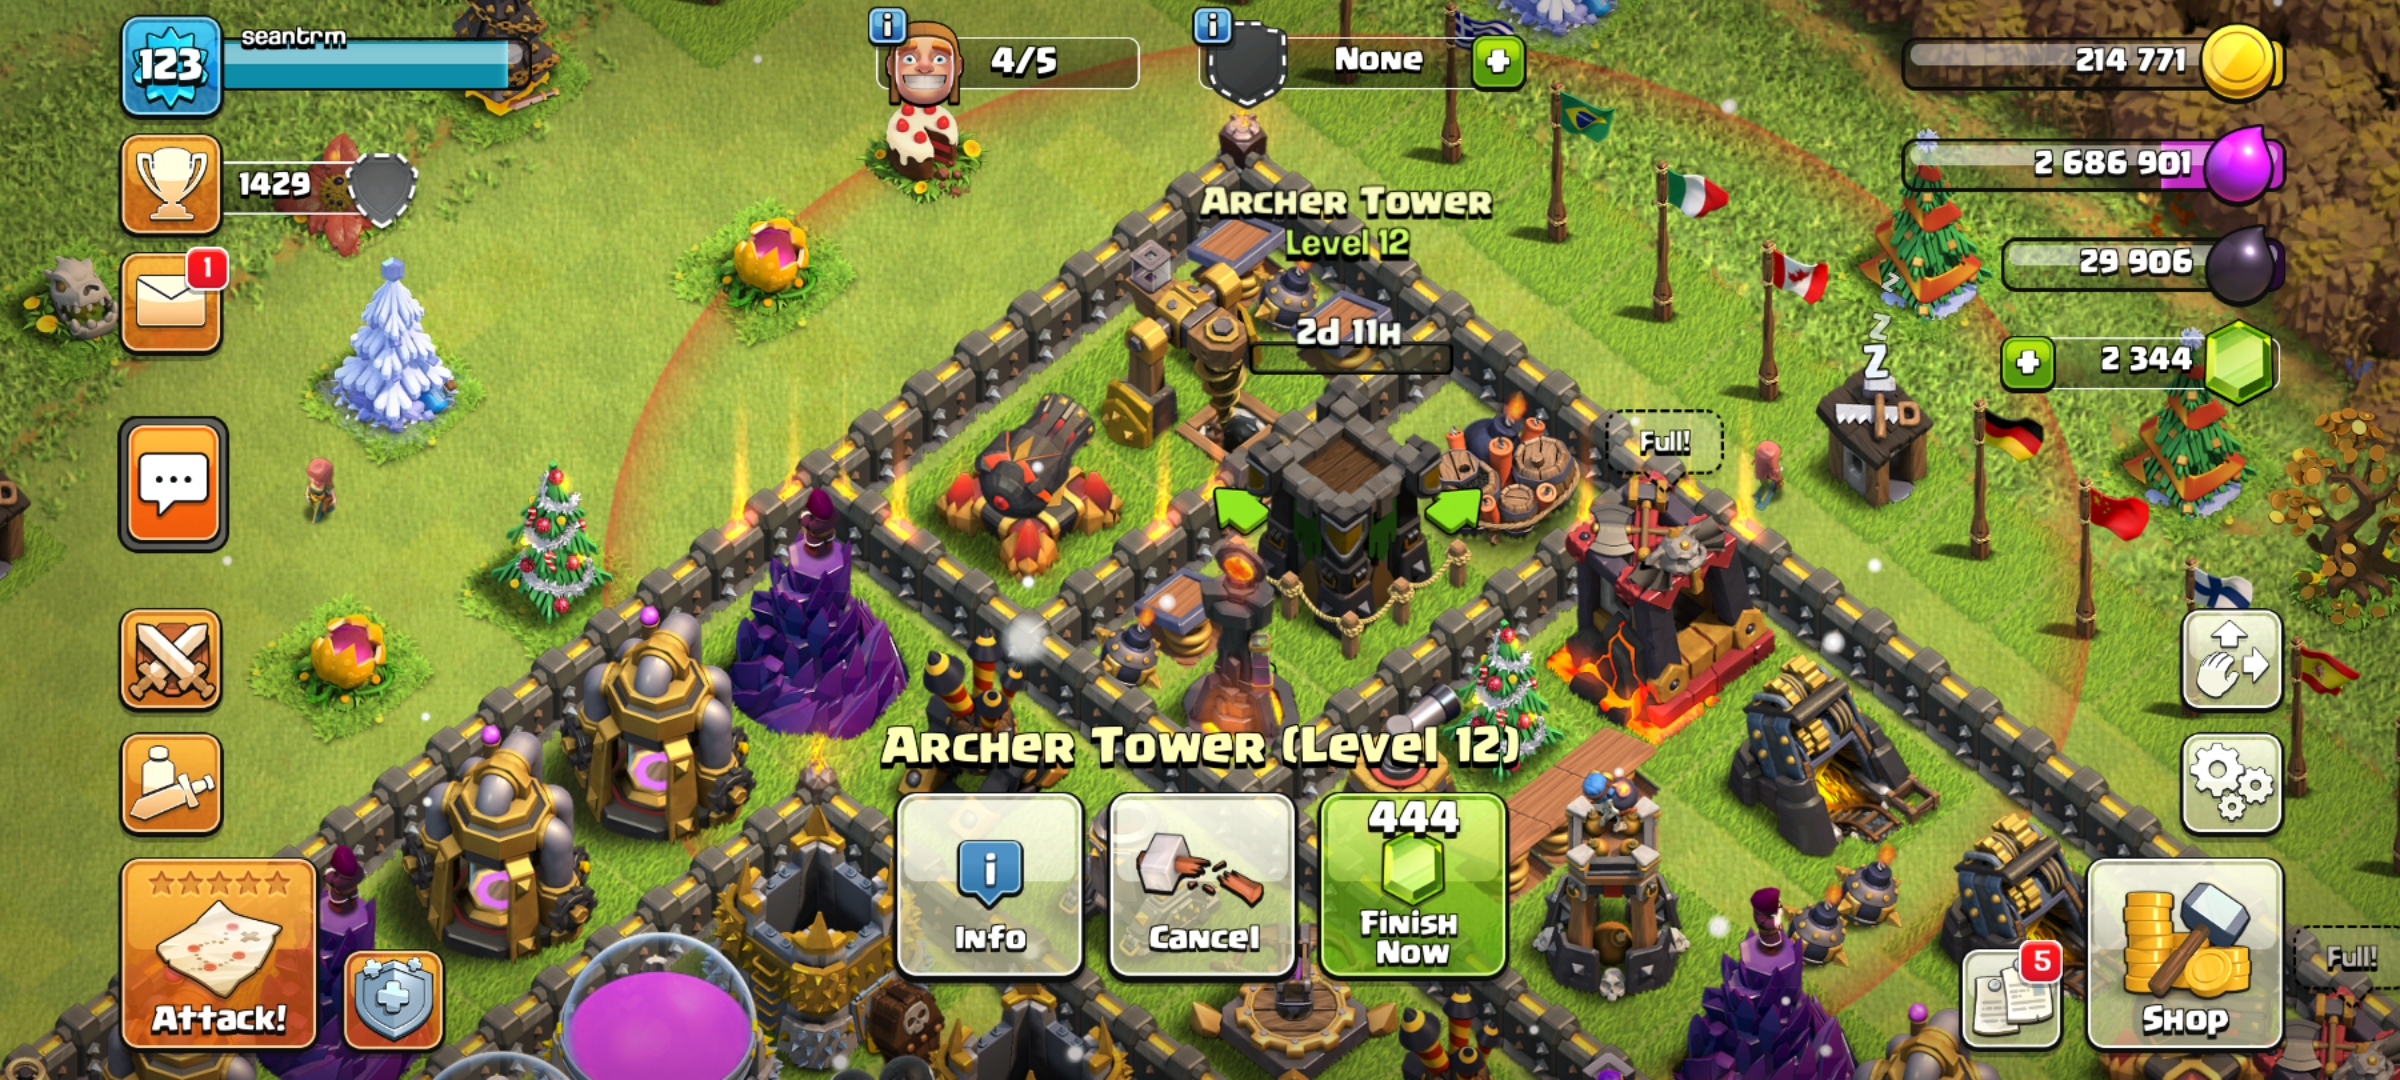 123
seantrm
4/5
None
214 771
1429
Archer Tower
Level 12
2 686 901
1
29 906
2d 11h
2 344
z
Z
Z
Full!
Archer Tower (Level 12)
444
Info
Cancel
Finish
Now
Attack!
5
Shop
Full!